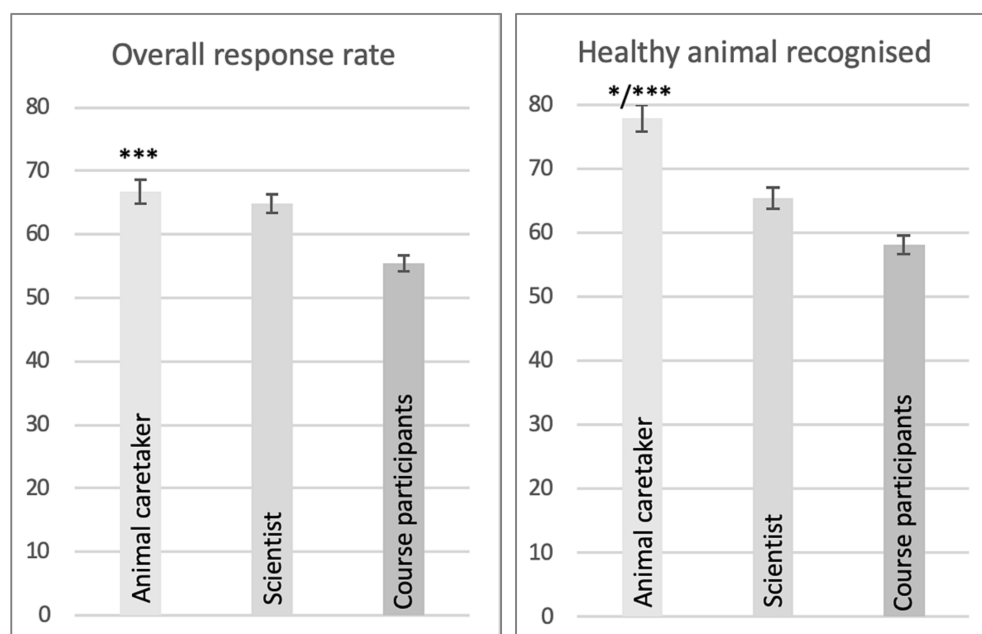 Overall response rate
80
70
60
50
40
30
20
10
0
***
Animal caretaker
Scientist
Course participants
Healthy animal recognised
80
70
60
50
40
30
20
10
0
*/***
Animal caretaker
Scientist
Course participants